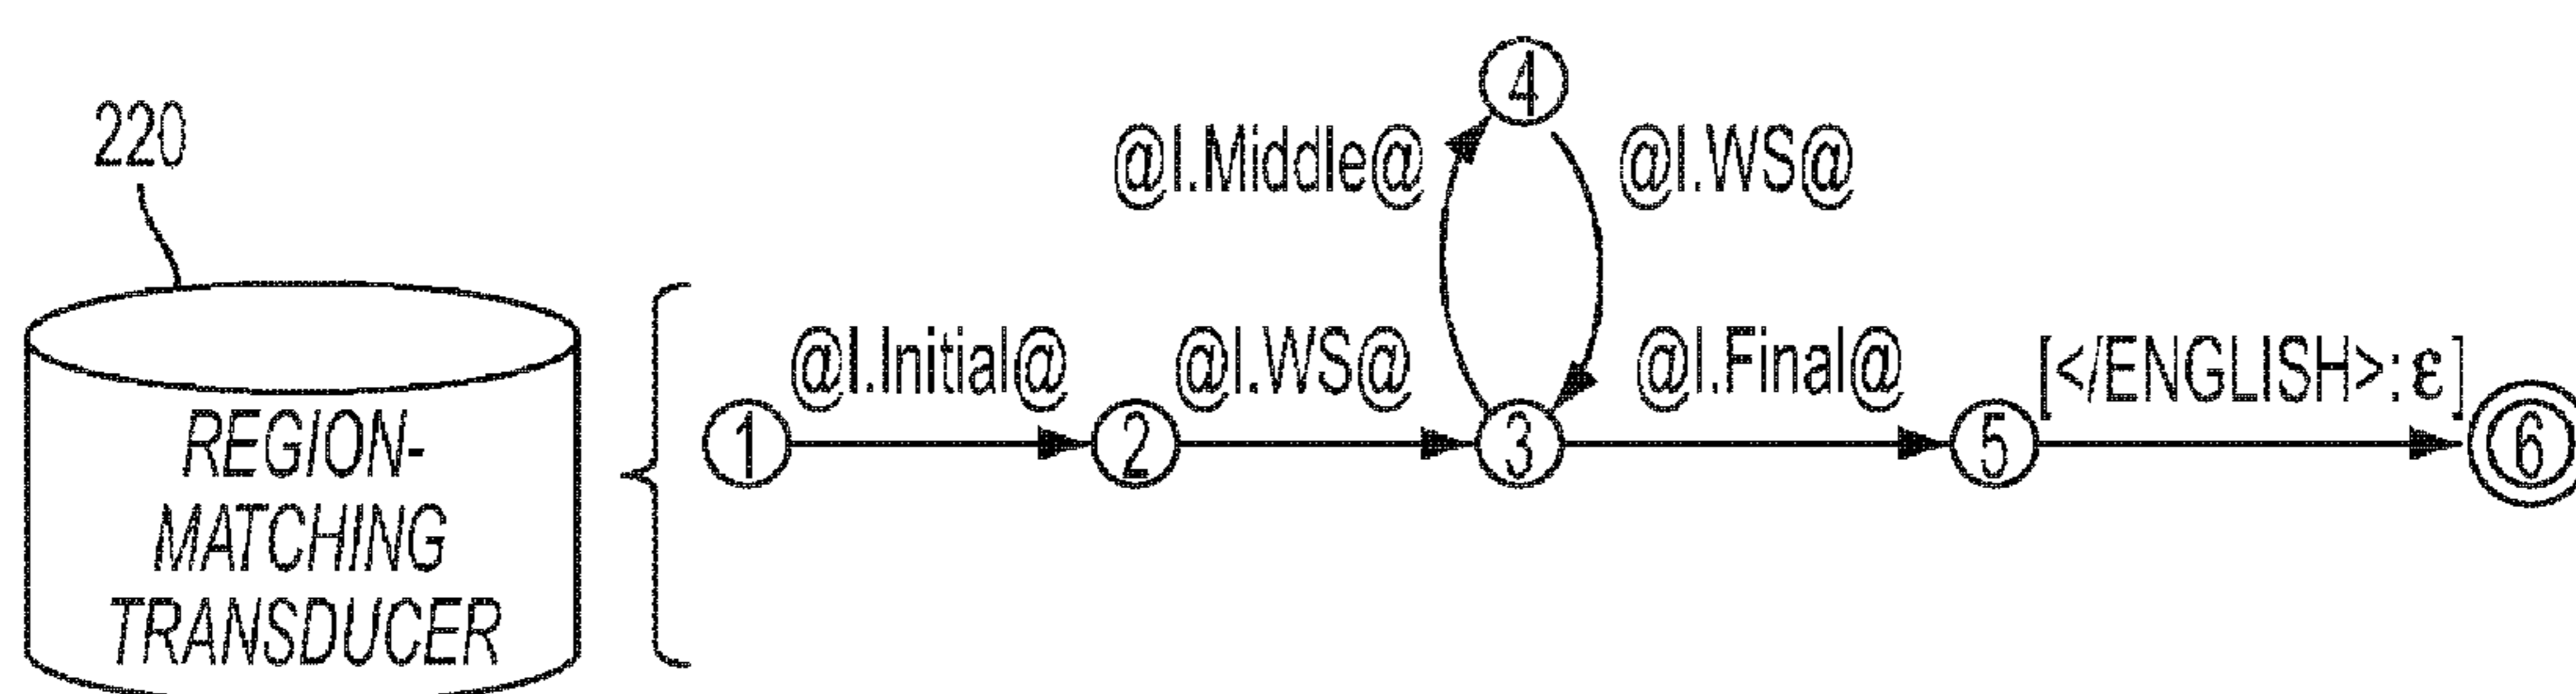 220
4
@I.Middle@ @I.WS@
@I.Initial@ @I.WS@ @I.Final@ [</ENGLISH>:ε]
1 2 3 5 6
REGION-
MATCHING
TRANSDUCER